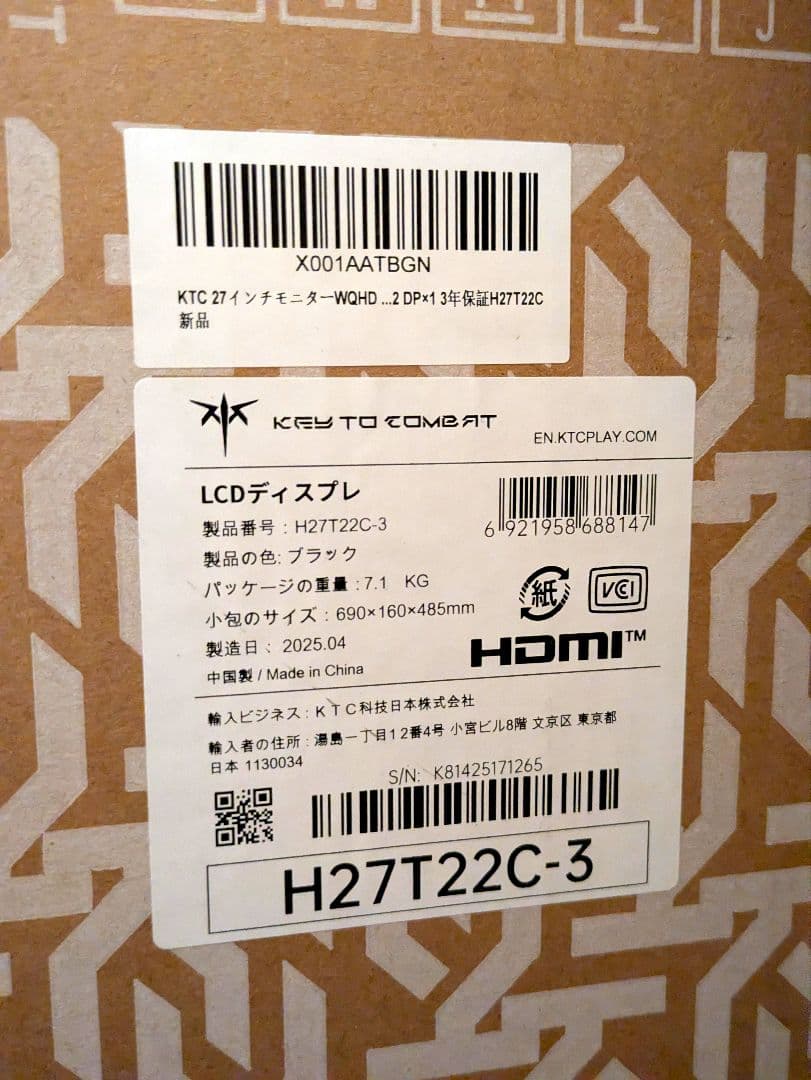 X001AATBGN
KTC 27インチモニターWQHD ...2 DP×1 3年保証H27T22C
新品
KEY TO COMBAT
EN.KTCPLAY.COM
LCDディスプレ
製品番号 : H27T22C-3
製品の色: ブラック
パッケージの重量 : 7.1 KG
小包のサイズ : 690×160×485mm
製造日 : 2025.04
中国製 / Made in China
6 921958 688147
紙
VCCI
HDMI™
輸入ビジネス : KTC科技日本株式会社
輸入者の住所 : 湯島一丁目12番4号 小宮ビル8階 文京区 東京都
日本 1130034
S/N: K81425171265
H27T22C-3